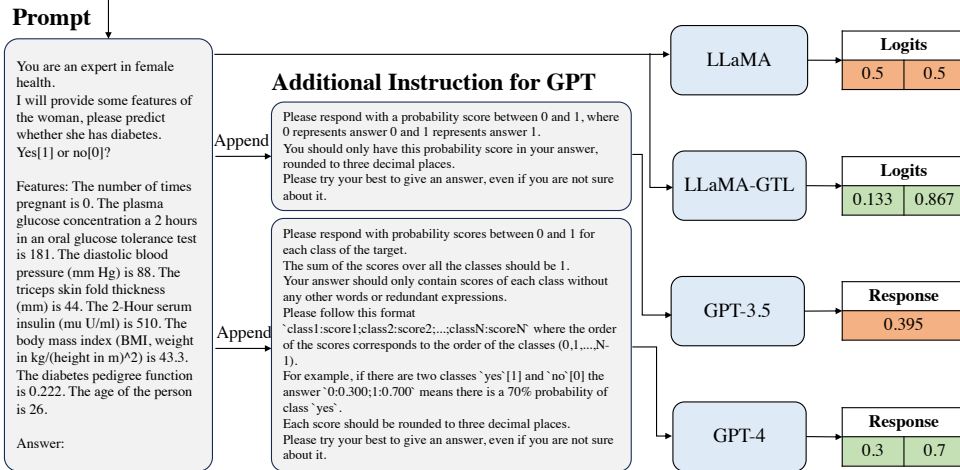 Prompt
You are an expert in female
health.
I will provide some features of
the woman, please predict
whether she has diabetes.
Yes[1] or no[0]?
Features: The number of times
pregnant is 0. The plasma
glucose concentration a 2 hours
in an oral glucose tolerance test
is 181. The diastolic blood
pressure (mm Hg) is 88. The
triceps skin fold thickness
(mm) is 44. The 2-Hour serum
insulin (mu U/ml) is 510. The
body mass index (BMI, weight
in kg/(height in m)^2) is 43.3.
The diabetes pedigree function
is 0.222. The age of the person
is 26.
Answer:
Append
Append
Additional Instruction for GPT
Please respond with a probability score between 0 and 1, where
0 represents answer 0 and 1 represents answer 1.
You should only have this probability score in your answer,
rounded to three decimal places.
Please try your best to give an answer, even if you are not sure
about it.
Please respond with probability scores between 0 and 1 for
each class of the target.
The sum of the scores over all the classes should be 1.
Your answer should only contain scores of each class without
any other words or redundant expressions.
Please follow this format
`class1:score1;class2:score2;...;classN:scoreN` where the order
of the scores corresponds to the order of the classes (0,1,...,N-
1).
For example, if there are two classes `yes`[1] and `no`[0] the
answer `0:0.300;1:0.700` means there is a 70% probability of
class `yes`.
Each score should be rounded to three decimal places.
Please try your best to give an answer, even if you are not sure
about it.
LLaMA
Logits
0.5 0.5
LLaMA-GTL
Logits
0.133 0.867
GPT-3.5
Response
0.395
GPT-4
Response
0.3 0.7